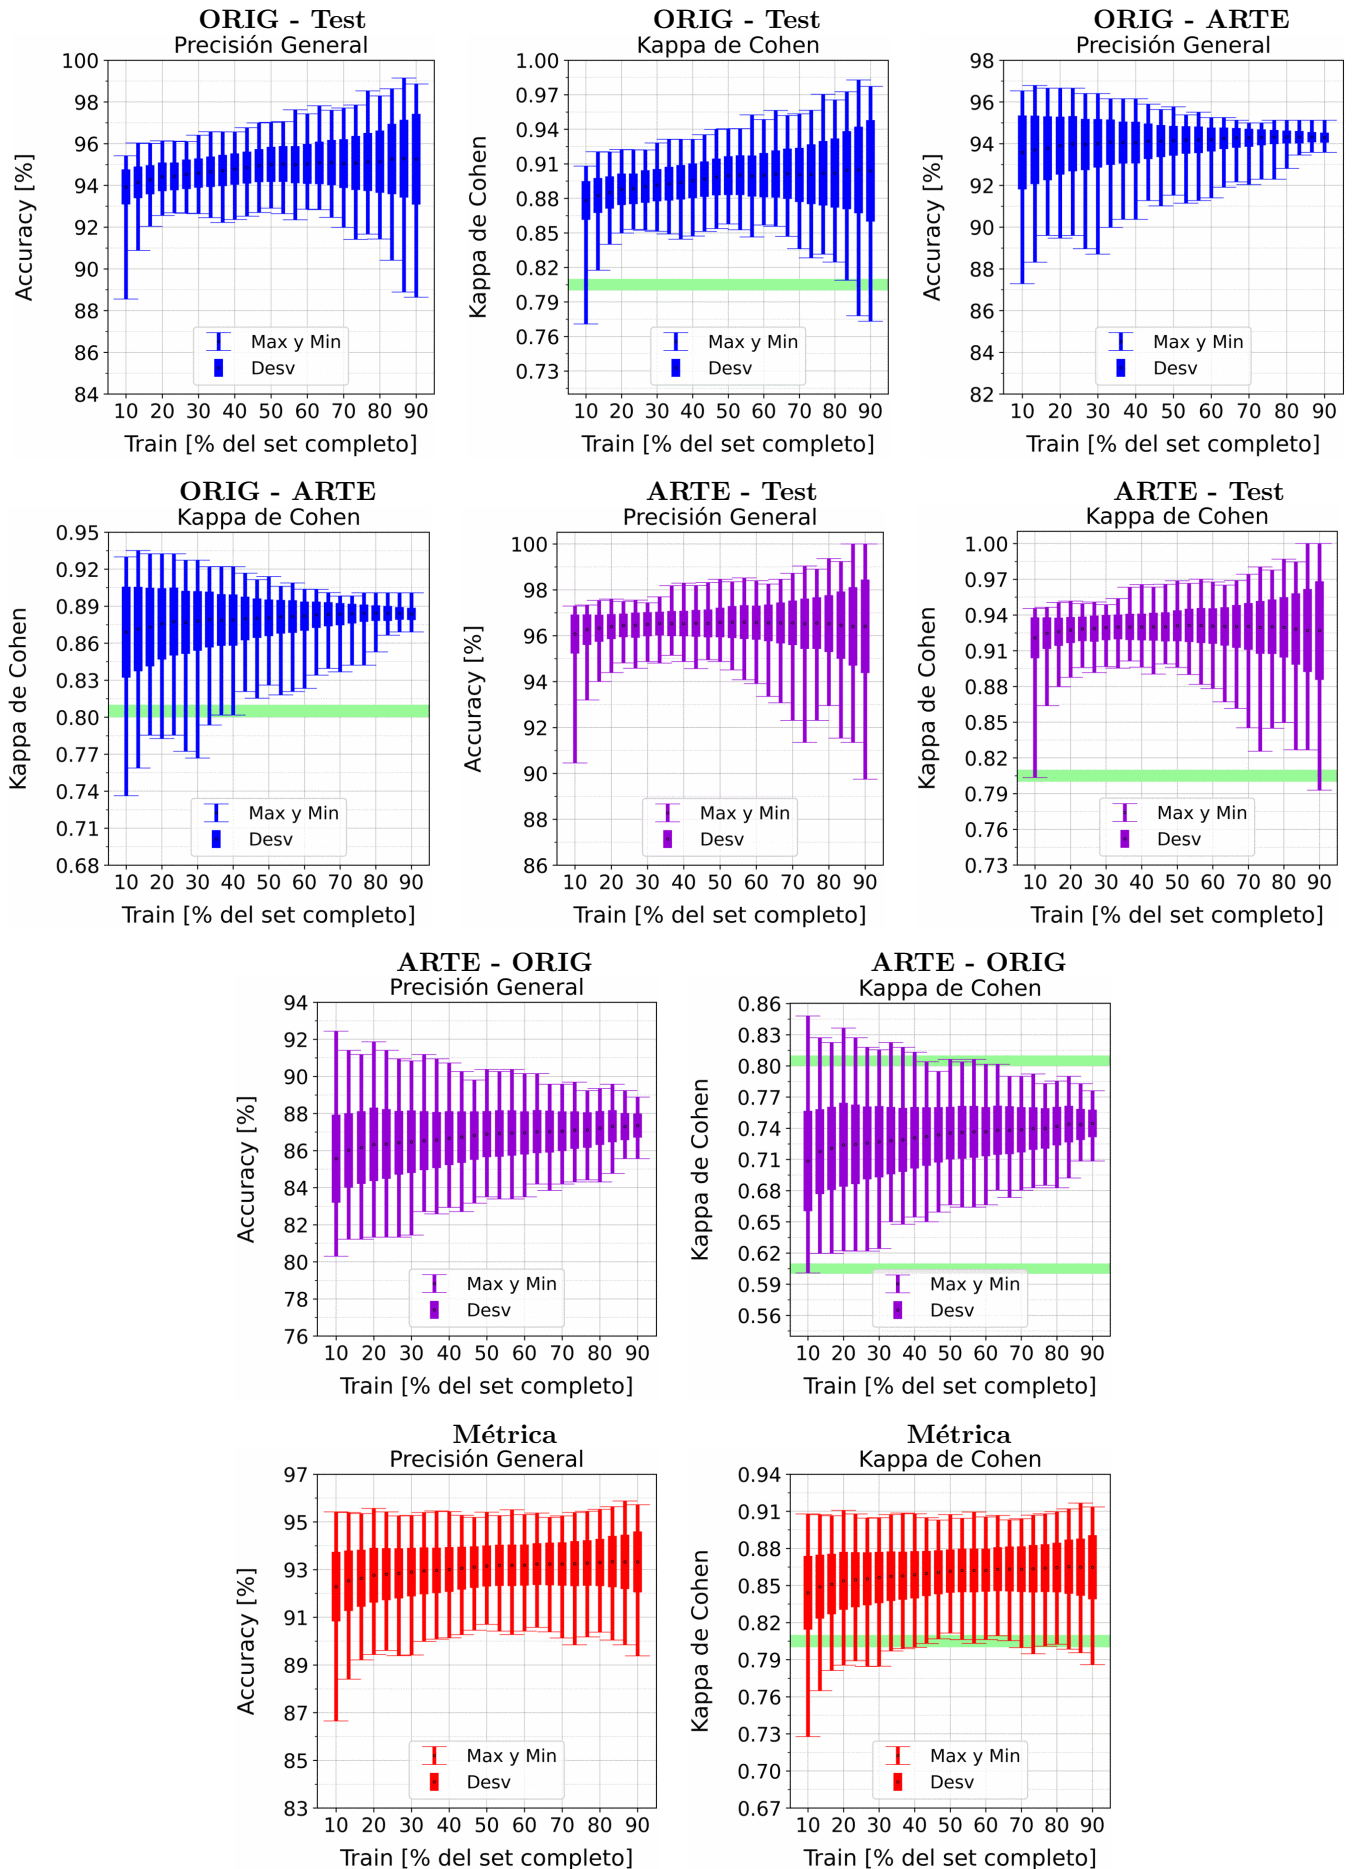 ORIG - Test
Precisión General
100
98
96
94
92
90
88
86
84
Accuracy [%]
Max y Min
Desv
10 20 30 40 50 60 70 80 90
Train [% del set completo]
ORIG - Test
Kappa de Cohen
1.00
0.97
0.94
0.91
0.88
0.85
0.82
0.79
0.76
0.73
Kappa de Cohen
Max y Min
Desv
10 20 30 40 50 60 70 80 90
Train [% del set completo]
ORIG - ARTE
Precisión General
98
96
94
92
90
88
86
84
82
Accuracy [%]
Max y Min
Desv
10 20 30 40 50 60 70 80 90
Train [% del set completo]
ORIG - ARTE
Kappa de Cohen
0.95
0.92
0.89
0.86
0.83
0.80
0.77
0.74
0.71
0.68
Kappa de Cohen
Max y Min
Desv
10 20 30 40 50 60 70 80 90
Train [% del set completo]
ARTE - Test
Precisión General
100
98
96
94
92
90
88
86
Accuracy [%]
Max y Min
Desv
10 20 30 40 50 60 70 80 90
Train [% del set completo]
ARTE - Test
Kappa de Cohen
1.00
0.97
0.94
0.91
0.88
0.85
0.82
0.79
0.76
0.73
Kappa de Cohen
Max y Min
Desv
10 20 30 40 50 60 70 80 90
Train [% del set completo]
ARTE - ORIG
Precisión General
94
92
90
88
86
84
82
80
78
76
Accuracy [%]
Max y Min
Desv
10 20 30 40 50 60 70 80 90
Train [% del set completo]
ARTE - ORIG
Kappa de Cohen
0.86
0.83
0.80
0.77
0.74
0.71
0.68
0.65
0.62
0.59
0.56
Kappa de Cohen
Max y Min
Desv
10 20 30 40 50 60 70 80 90
Train [% del set completo]
Métrica
Precisión General
97
95
93
91
89
87
85
83
Accuracy [%]
Max y Min
Desv
10 20 30 40 50 60 70 80 90
Train [% del set completo]
Métrica
Kappa de Cohen
0.94
0.91
0.88
0.85
0.82
0.79
0.76
0.73
0.70
0.67
Kappa de Cohen
Max y Min
Desv
10 20 30 40 50 60 70 80 90
Train [% del set completo]